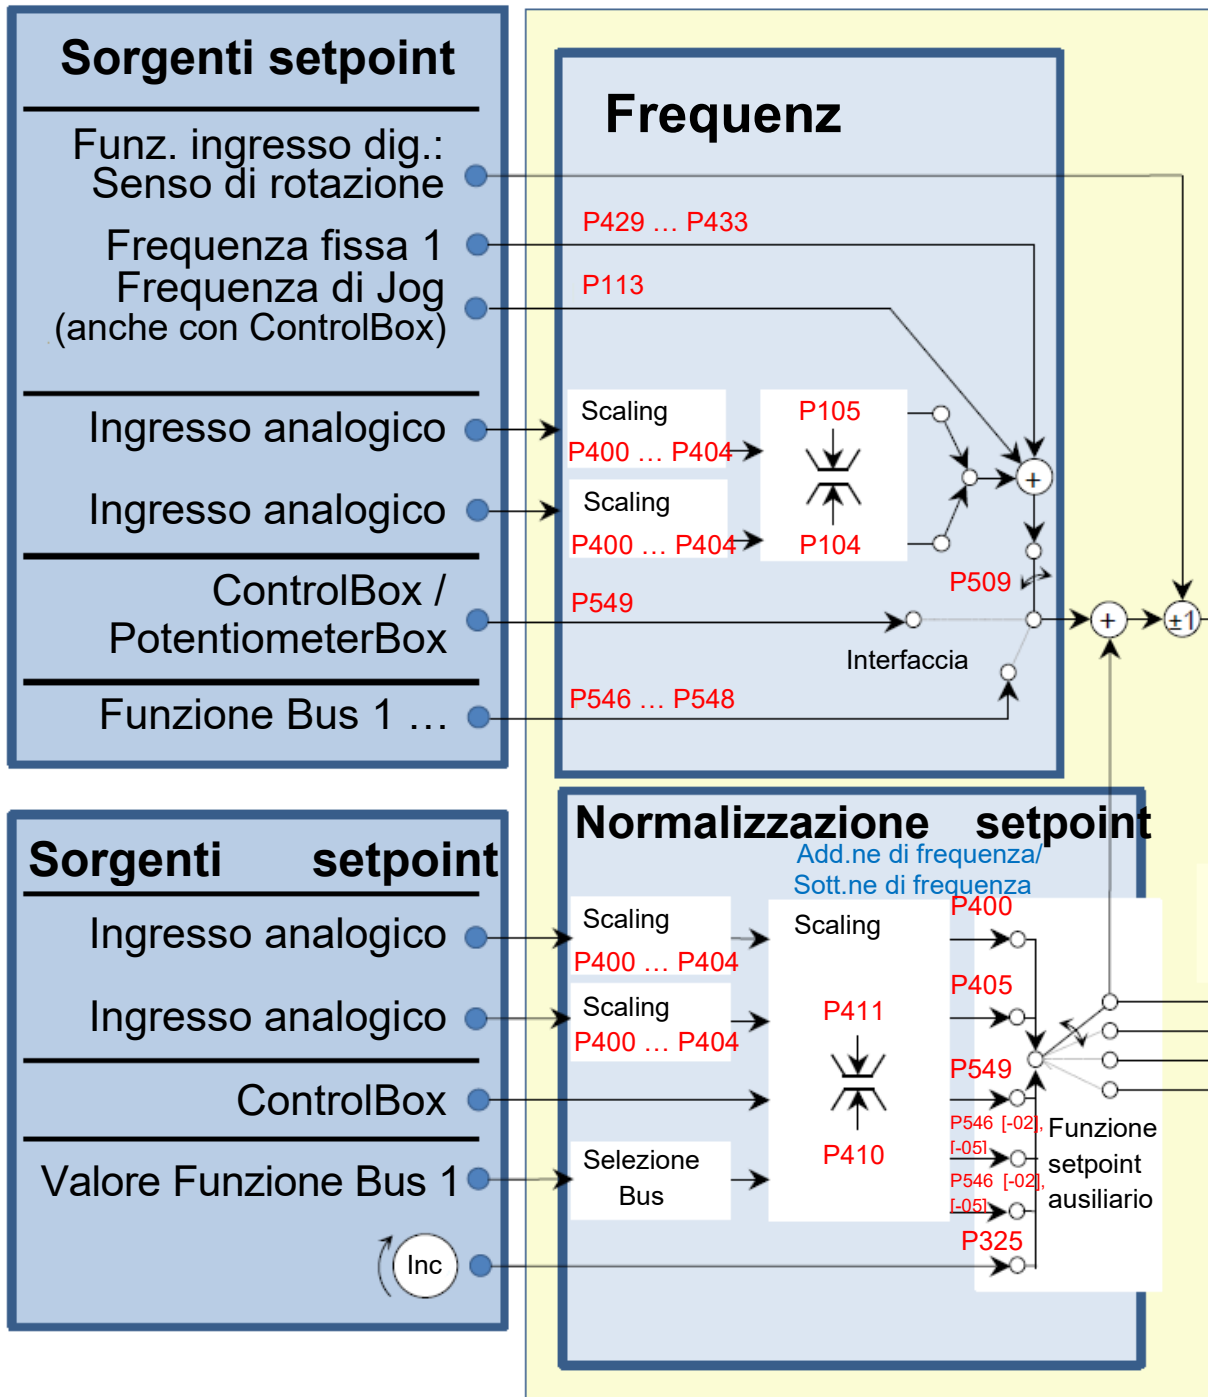 Sorgenti setpoint
Funz. ingresso dig.:
Senso di rotazione
Frequenza fissa 1
Frequenza di Jog
(anche con ControlBox)
Ingresso analogico
Ingresso analogico
ControlBox /
PotentiometerBox
Funzione Bus 1 …
Frequenz
P429 … P433
P113
Scaling
P400 … P404
Scaling
P400 … P404
P105
P104
+
P509
P549
Interfaccia
P546 … P548
+
±1
Sorgenti setpoint
Ingresso analogico
Ingresso analogico
ControlBox
Valore Funzione Bus 1
Inc
Normalizzazione setpoint
Add.ne di frequenza/
Sott.ne di frequenza
Scaling
P400 … P404
Scaling
P400 … P404
Selezione
Bus
Scaling
P411
P410
P400
P405
P549
P546 [-02],
[-05]
P546 [-02],
[-05]
P325
Funzione
setpoint
ausiliario